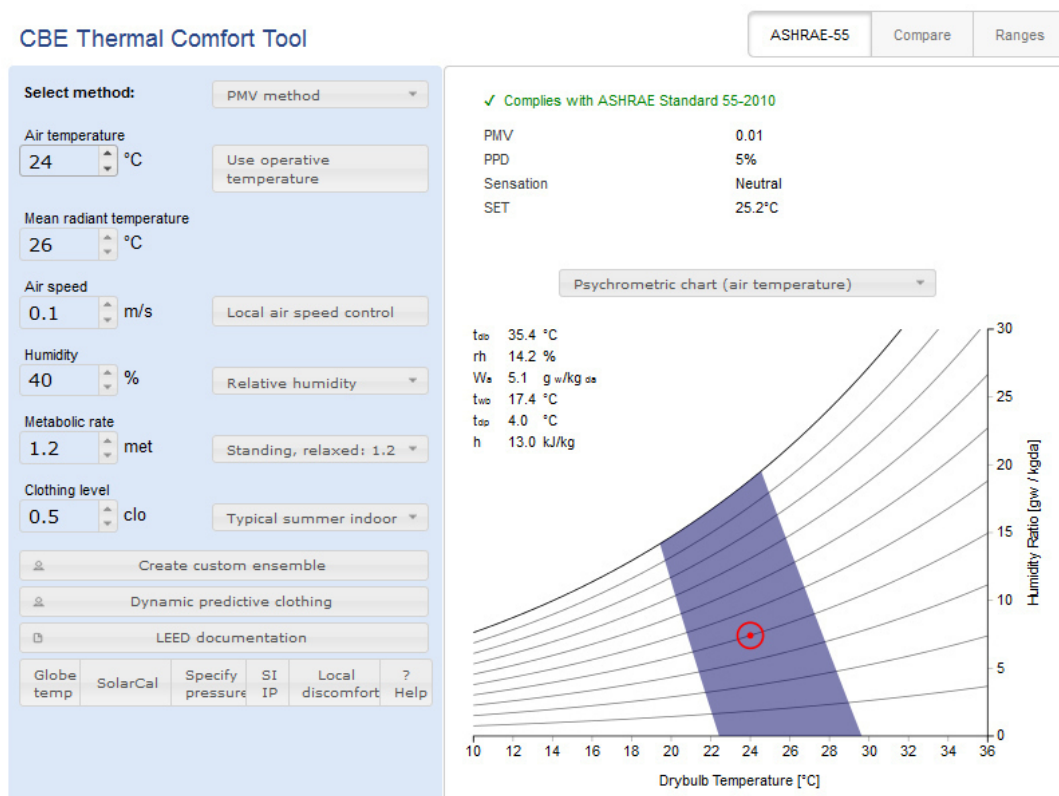 CBE Thermal Comfort Tool
ASHRAE-55
Compare
Ranges
Select method:
PMV method
Air temperature
24
°C
Use operative
temperature
Mean radiant temperature
26
°C
Air speed
0.1
m/s
Local air speed control
Humidity
40
%
Relative humidity
Metabolic rate
1.2
met
Standing, relaxed: 1.2
Clothing level
0.5
clo
Typical summer indoor
Create custom ensemble
Dynamic predictive clothing
LEED documentation
Globe
temp
SolarCal
Specify
pressure
SI
IP
Local
discomfort
?
Help
✓ Complies with ASHRAE Standard 55-2010
PMV 0.01
PPD 5%
Sensation Neutral
SET 25.2°C
Psychrometric chart (air temperature)
tdb 35.4 °C
rh 14.2 %
Wa 5.1 g w/kg da
twb 17.4 °C
tdp 4.0 °C
h 13.0 kJ/kg
30
25
20
15
10
5
0
Humidity Ratio [gw / kgda]
10 12 14 16 18 20 22 24 26 28 30 32 34 36
Drybulb Temperature [°C]